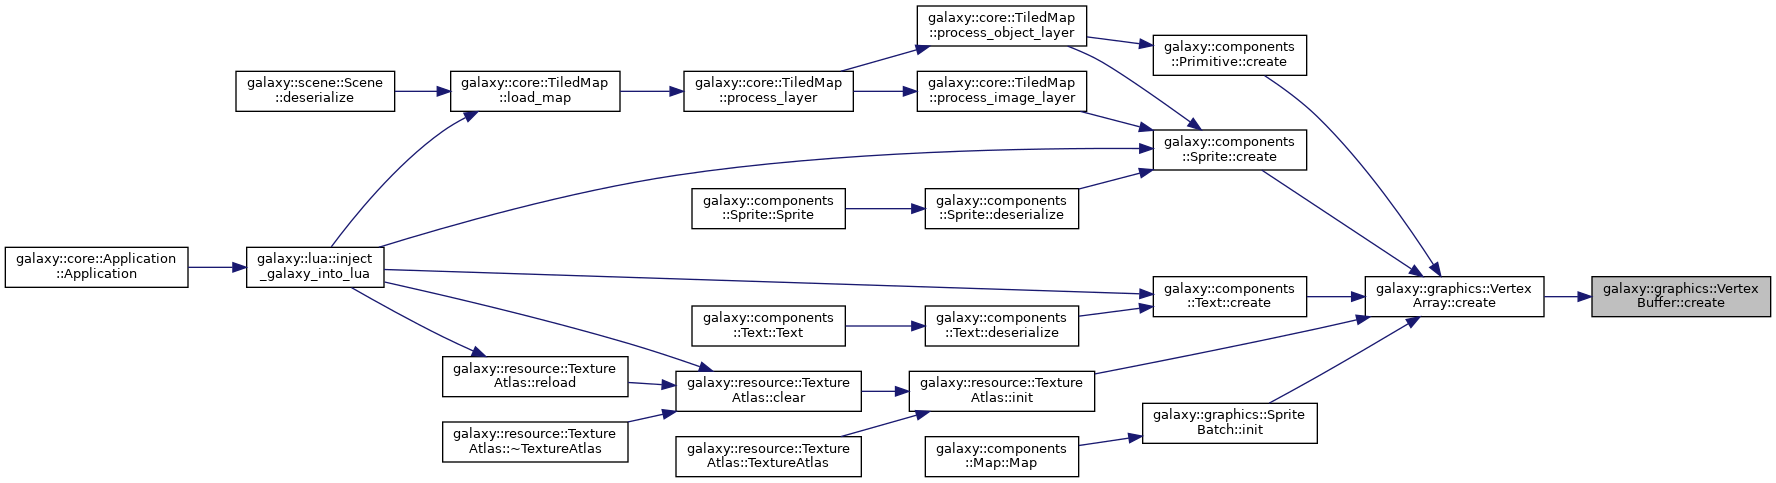 galaxy::core::TiledMap
::process_object_layer
galaxy::components
::Primitive::create
galaxy::scene::Scene
::deserialize
galaxy::core::TiledMap
::load_map
galaxy::core::TiledMap
::process_layer
galaxy::core::TiledMap
::process_image_layer
galaxy::components
::Sprite::create
galaxy::components
::Sprite::Sprite
galaxy::components
::Sprite::deserialize
galaxy::core::Application
::Application
galaxy::lua::inject
_galaxy_into_lua
galaxy::components
::Text::create
galaxy::graphics::Vertex
Array::create
galaxy::graphics::Vertex
Buffer::create
galaxy::components
::Text::Text
galaxy::components
::Text::deserialize
galaxy::resource::Texture
Atlas::reload
galaxy::resource::Texture
Atlas::clear
galaxy::resource::Texture
Atlas::init
galaxy::graphics::Sprite
Batch::init
galaxy::resource::Texture
Atlas::~TextureAtlas
galaxy::resource::Texture
Atlas::TextureAtlas
galaxy::components
::Map::Map